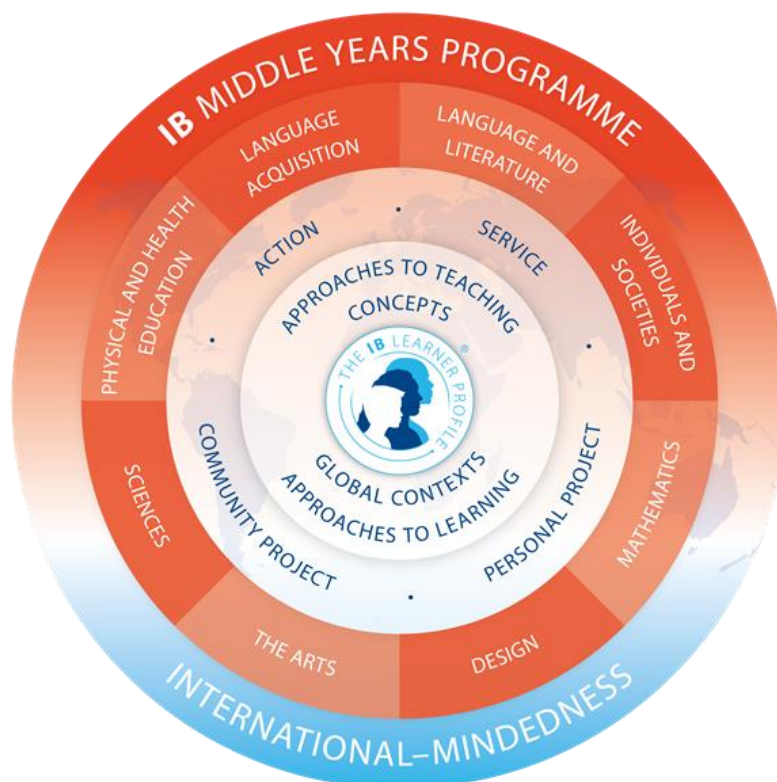 IB MIDDLE YEARS PROGRAMME
LANGUAGE
ACQUISITION
LANGUAGE AND
LITERATURE
PHYSICAL AND HEALTH
EDUCATION
INDIVIDUALS AND
SOCIETIES
SCIENCES
MATHEMATICS
THE ARTS
DESIGN
ACTION
SERVICE
COMMUNITY PROJECT
PERSONAL PROJECT
APPROACHES TO TEACHING
CONCEPTS
THE IB LEARNER PROFILE ®
GLOBAL CONTEXTS
APPROACHES TO LEARNING
INTERNATIONAL–MINDEDNESS